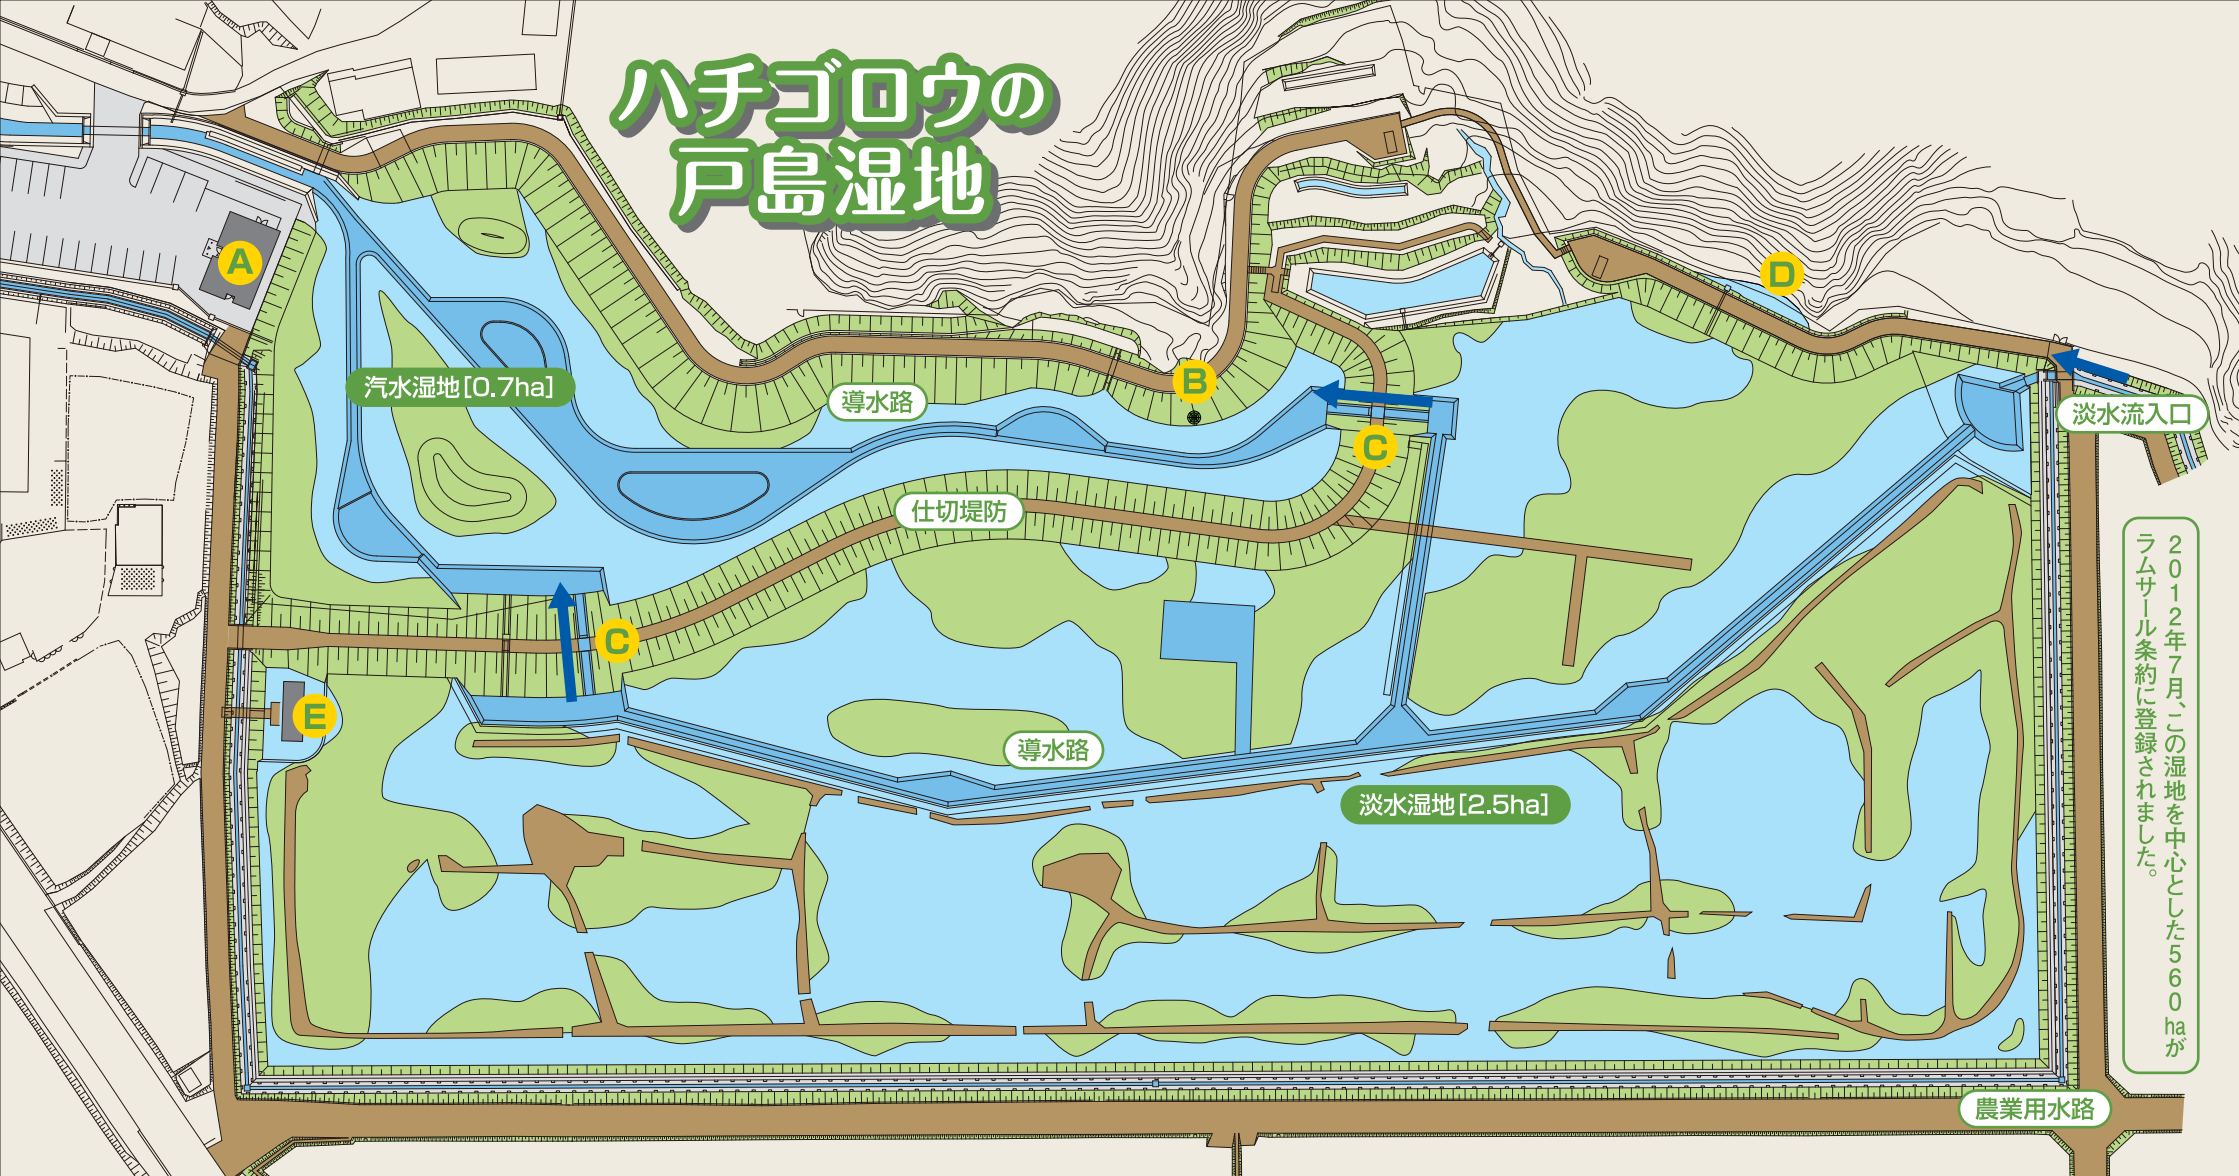 ハチゴロウの
戸島湿地
A
D
汽水湿地[0.7ha]
B
導水路
淡水流入口
C
仕切堤防
C
E
導水路
淡水湿地[2.5ha]
2012年7月、この湿地を中心とした560haが
ラムサール条約に登録されました。
農業用水路